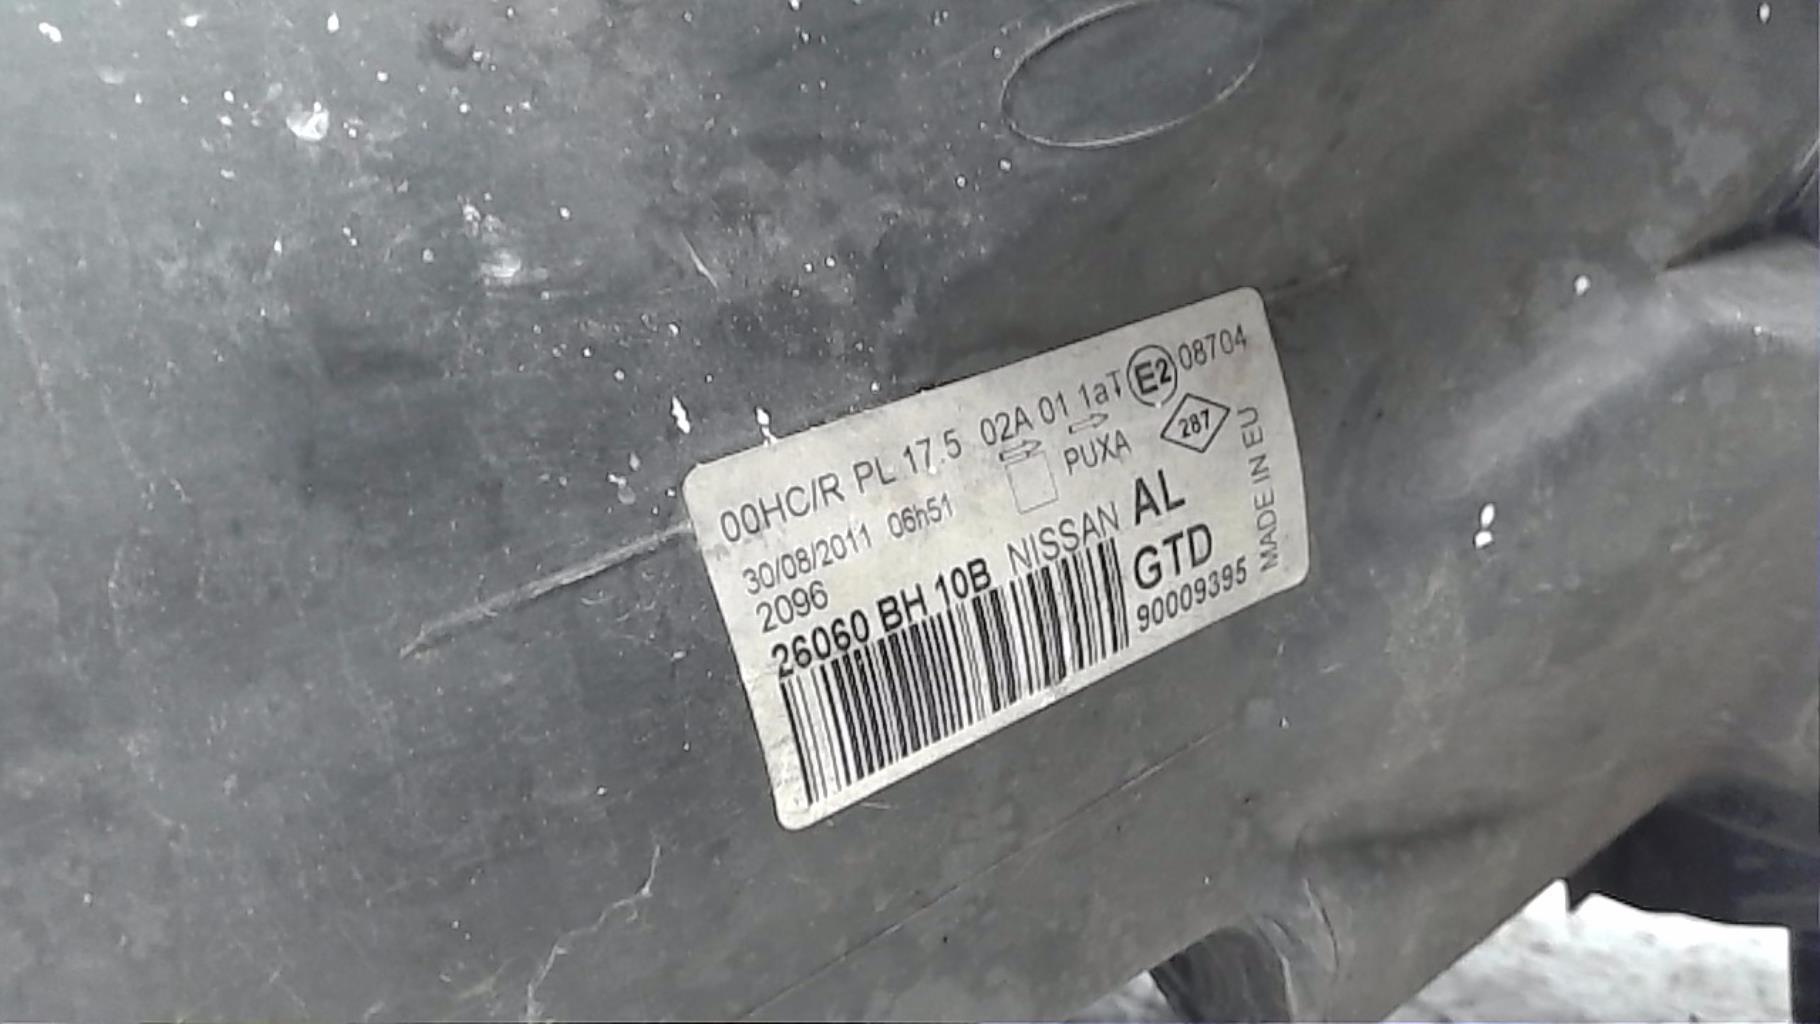 00HC/R PL 17.5 02A 01 1aT E2 08704
30/08/2011 06h51 PUXA 287
2096
26060 BH 10B NISSAN AL
GTD
90009395
MADE IN EU